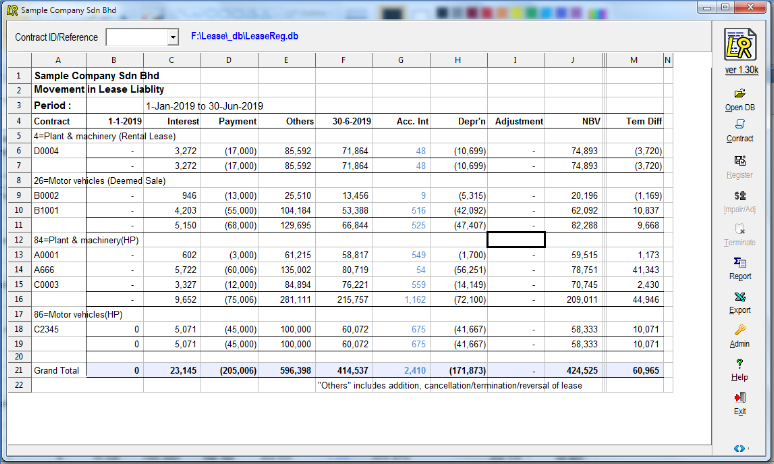 Sample Company Sdn Bhd
Contract ID/Reference F:\Lease\_db\LeaseReg.db
ver 1.30k
Open DB
Contract
Register
Impair/Adj
Terminate
Report
Export
Admin
Help
Exit
A B C D E F G H I J M N
1 Sample Company Sdn Bhd
2 Movement in Lease Liablity
3 Period : 1-Jan-2019 to 30-Jun-2019
4 Contract 1-1-2019 Interest Payment Others 30-6-2019 Acc. Int Depr'n Adjustment NBV Tem Diff
5 4=Plant & machinery (Rental Lease)
6 D0004 - 3,272 (17,000) 85,592 71,864 48 (10,699) - 74,893 (3,720)
7 - 3,272 (17,000) 85,592 71,864 48 (10,699) - 74,893 (3,720)
8 26=Motor vehicles (Deemed Sale)
9 B0002 - 946 (13,000) 25,510 13,456 9 (5,315) - 20,196 (1,169)
10 B1001 - 4,203 (55,000) 104,184 53,388 516 (42,092) - 62,092 10,837
11 - 5,150 (68,000) 129,695 66,844 525 (47,407) - 82,288 9,668
12 84=Plant & machinery(HP)
13 A0001 - 602 (3,000) 61,215 58,817 549 (1,700) - 59,515 1,173
14 A666 - 5,722 (60,006) 135,002 80,719 54 (56,251) - 78,751 41,343
15 C0003 - 3,327 (12,000) 84,894 76,221 559 (14,149) - 70,745 2,430
16 - 9,652 (75,006) 281,111 215,757 1,162 (72,100) - 209,011 44,946
17 86=Motor vehicles(HP)
18 C2345 0 5,071 (45,000) 100,000 60,072 675 (41,667) - 58,333 10,071
19 0 5,071 (45,000) 100,000 60,072 675 (41,667) - 58,333 10,071
20
21 Grand Total 0 23,145 (205,006) 596,398 414,537 2,410 (171,873) - 424,525 60,965
22 "Others" includes addition, cancellation/termination/reversal of lease